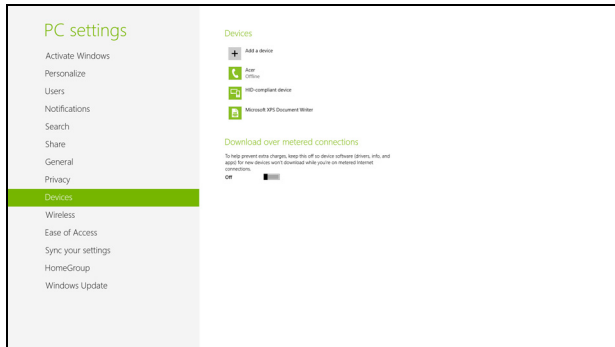 PC settings
Activate Windows
Personalize
Users
Notifications
Search
Share
General
Privacy
Devices
Wireless
Ease of Access
Sync your settings
HomeGroup
Windows Update
Devices
Add a device
Acer
Offline
HID-compliant device
Microsoft XPS Document Writer
Download over metered connections
To help prevent extra charges, keep this off so device software (drivers, info, and
apps) for new devices won't download while you're on metered Internet
connections.
Off